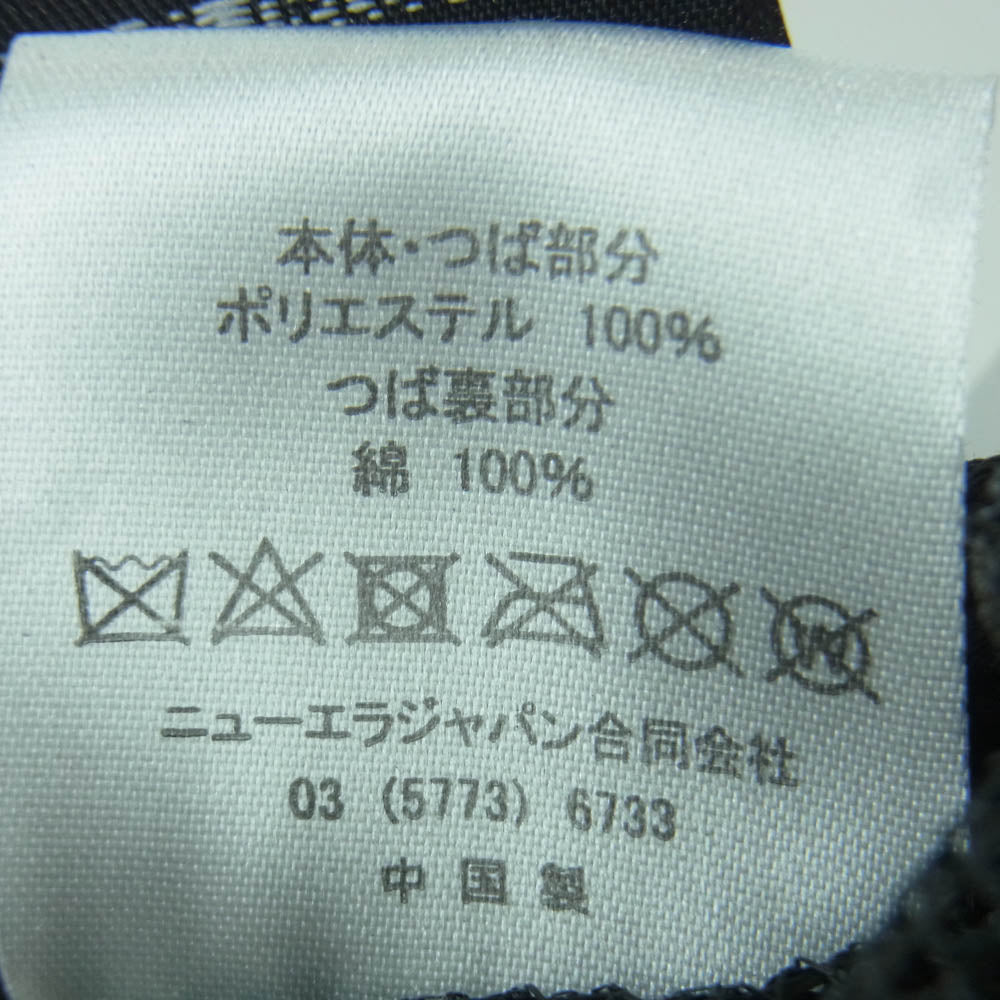 本体・つば部分
ポリエステル 100%
つば裏部分
綿 100%
W
ニューエラジャパン合同会社
03 (5773) 6733
中国製